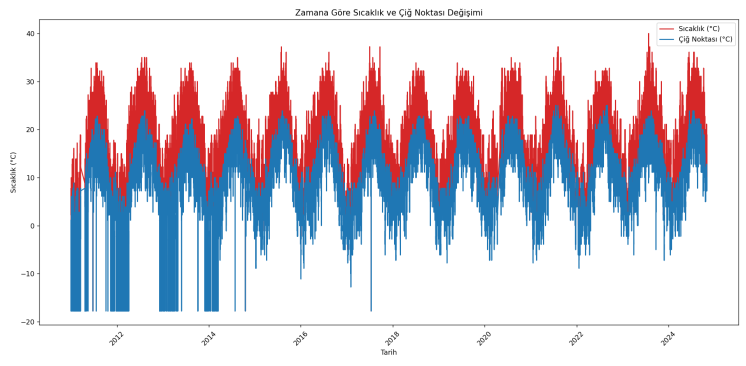 Zamana Göre Sıcaklık ve Çiğ Noktası Değişimi
Sıcaklık (°C)
Çiğ Noktası (°C)
Sıcaklık (°C)
40
30
20
10
0
−10
−20
2012
2014
2016
2018
2020
2022
2024
Tarih